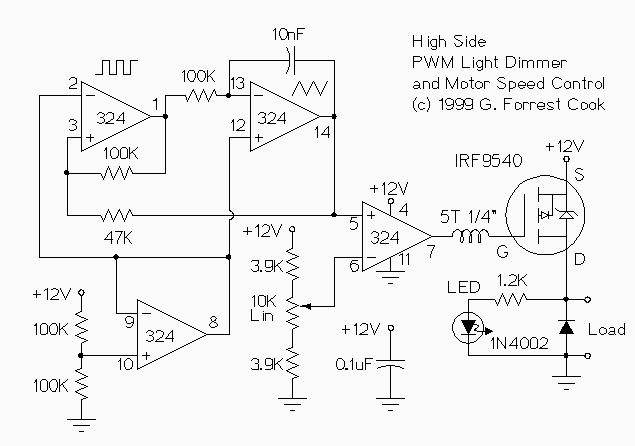 High Side
PWM Light Dimmer
and Motor Speed Control
(c) 1999 G. Forrest Cook
10nF
2
100K
13
1
324
324
3
12
14
100K
47K
+12V
IRF9540
S
+12V
4
5T 1/4"
5
324
7
G
D
6
11
+12V
3.9K
10K
Lin
3.9K
+12V
0.1uF
+12V
100K
100K
9
324
8
10
LED
1.2K
1N4002
Load